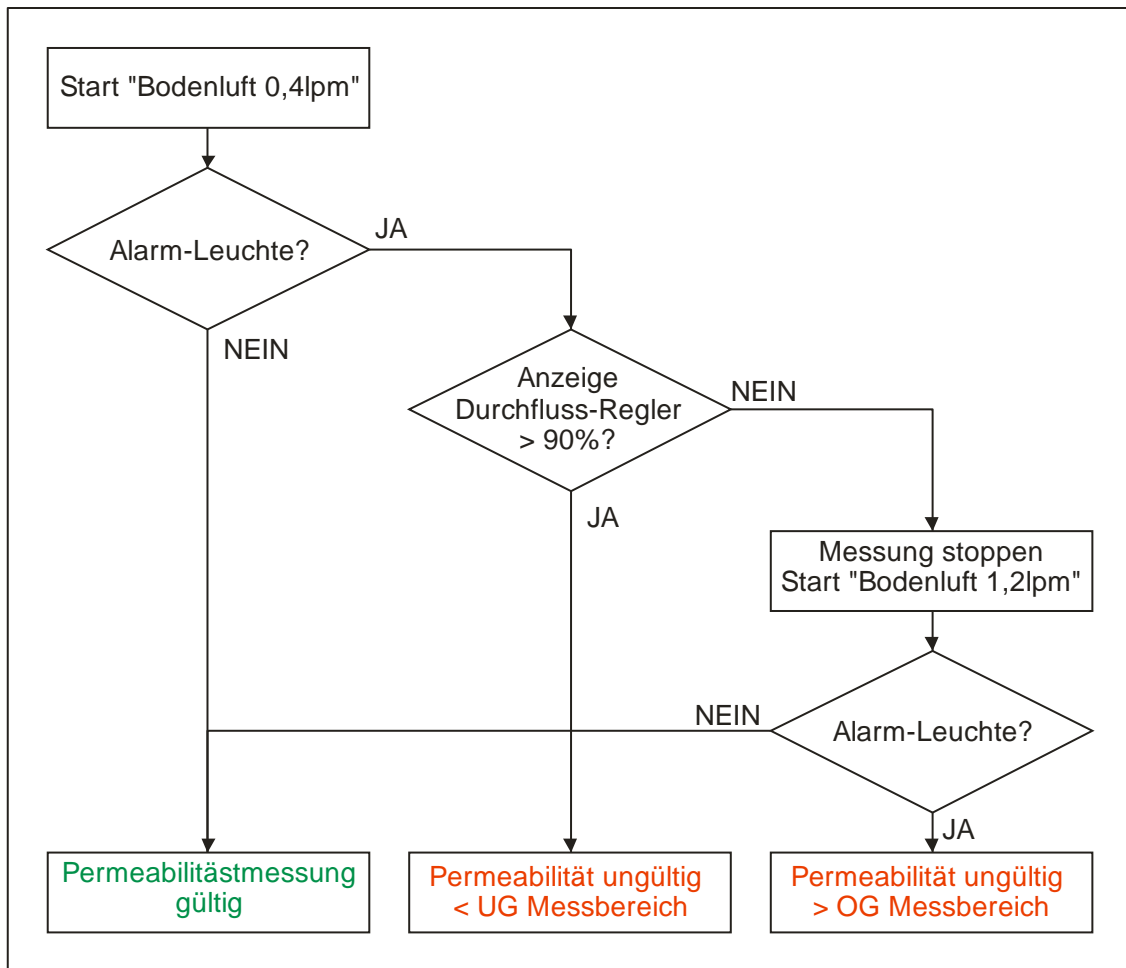 Start "Bodenluft 0,4lpm"
Alarm-Leuchte?
JA
NEIN
Anzeige
Durchfluss-Regler
> 90%?
NEIN
JA
Messung stoppen
Start "Bodenluft 1,2lpm"
Alarm-Leuchte?
NEIN
JA
Permeabilitästmessung
gültig
Permeabilität ungültig
< UG Messbereich
Permeabilität ungültig
> OG Messbereich